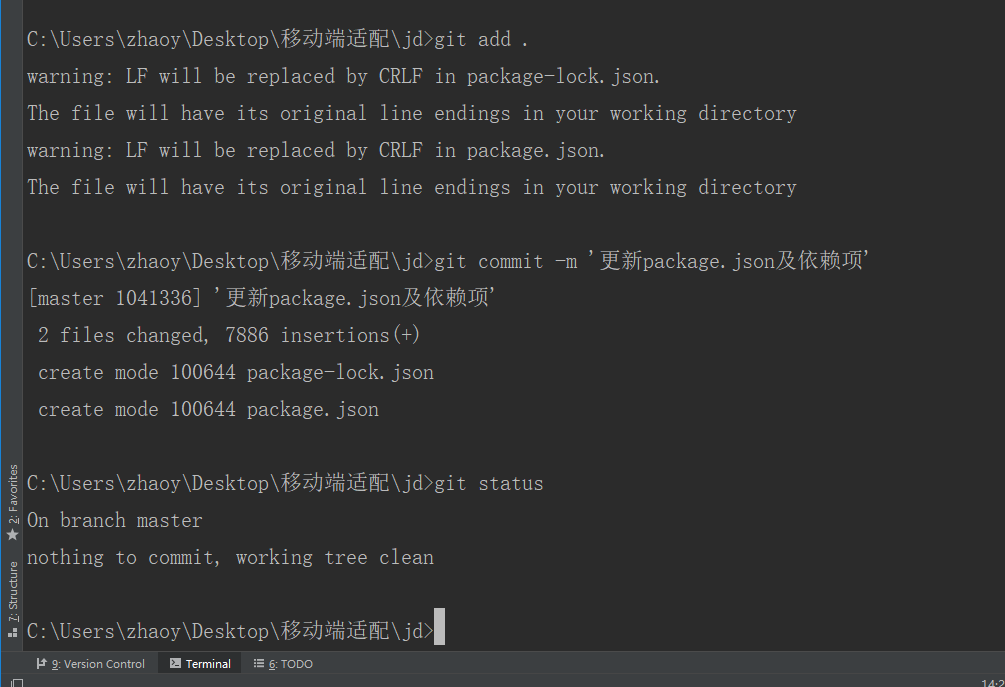 C:\Users\zhaoy\Desktop\移动端适配\jd>git add .
warning: LF will be replaced by CRLF in package-lock.json.
The file will have its original line endings in your working directory
warning: LF will be replaced by CRLF in package.json.
The file will have its original line endings in your working directory
C:\Users\zhaoy\Desktop\移动端适配\jd>git commit -m '更新package.json及依赖项'
[master 1041336] '更新package.json及依赖项'
 2 files changed, 7886 insertions(+)
 create mode 100644 package-lock.json
 create mode 100644 package.json
C:\Users\zhaoy\Desktop\移动端适配\jd>git status
On branch master
nothing to commit, working tree clean
C:\Users\zhaoy\Desktop\移动端适配\jd>
2: Favorites
7: Structure
9: Version Control
Terminal
6: TODO